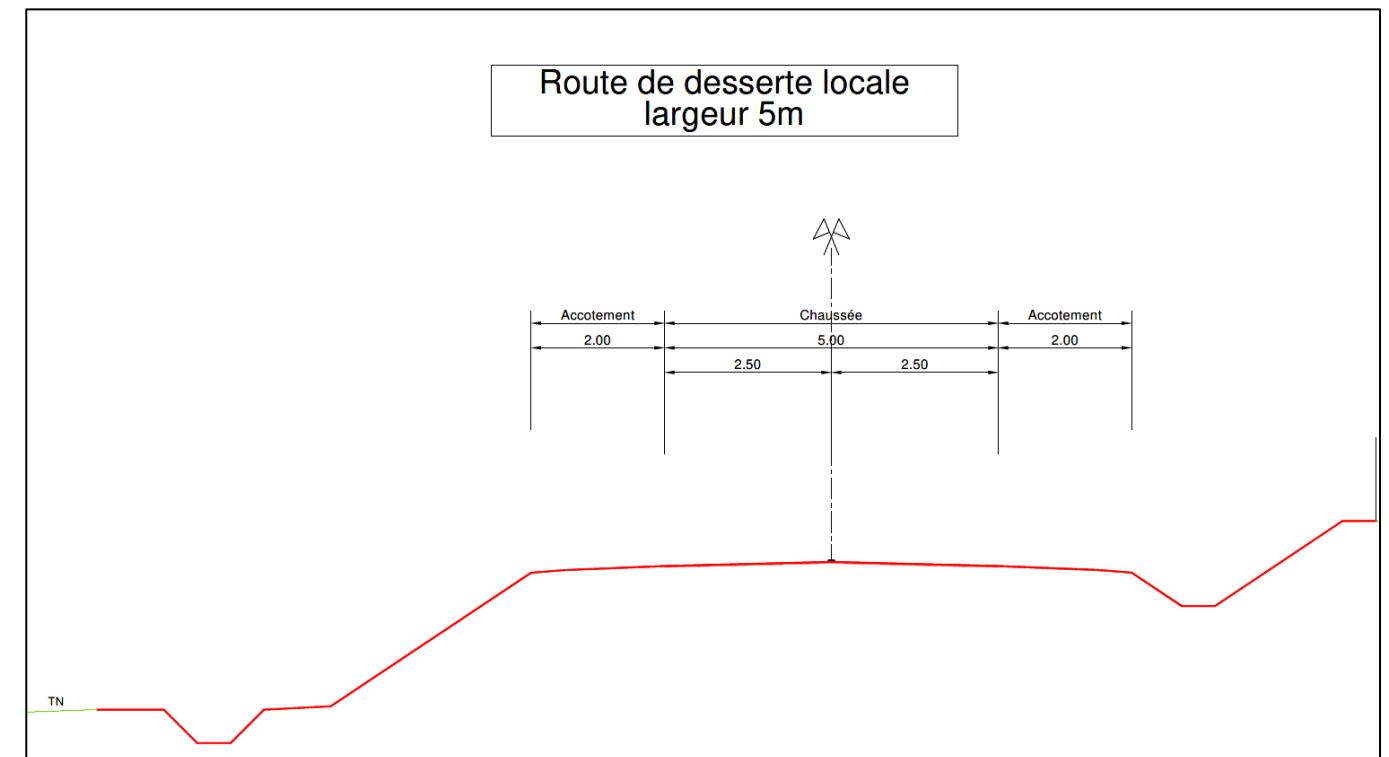 Route de desserte locale
largeur 5m
Accotement
Chaussée
Accotement
2.00
5.00
2.00
2.50
2.50
TN